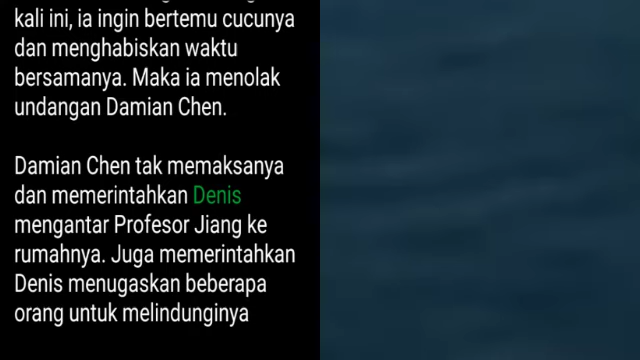 kali ini, ia ingin bertemu cucunya
dan menghabiskan waktu
bersamanya. Maka ia menolak
undangan Damian Chen.
Damian Chen tak memaksanya
dan memerintahkan Denis
mengantar Profesor Jiang ke
rumahnya. Juga memerintahkan
Denis menugaskan beberapa
orang untuk melindunginya